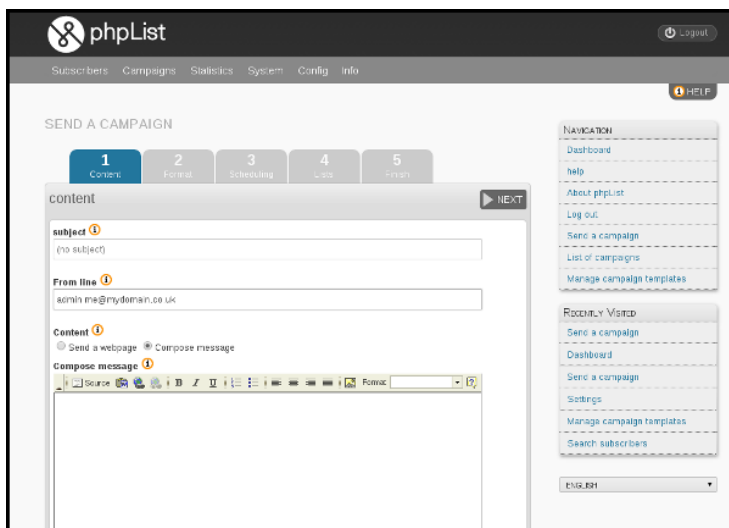 phpList
Logout
Subscribers Campaigns Statistics System Config Info
HELP
SEND A CAMPAIGN
1 2 3 4 5
Content Format Scheduling Lists Finish
content
NEXT
subject
(no subject)
From line
admin me@mydomain.co.uk
Content
Send a webpage Compose message
Compose message
Source B I U Format
NAVIGATION
Dashboard
help
About phpList
Log out
Send a campaign
List of campaigns
Manage campaign templates
RECENTLY VISITED
Send a campaign
Dashboard
Send a campaign
Settings
Manage campaign templates
Search subscribers
ENGLISH